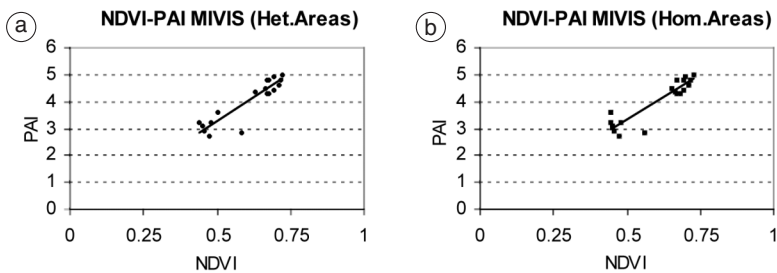 a
NDVI-PAI MIVIS (Het.Areas)
6
5
4
3
2
1
0
PAI
0 0.25 0.5 0.75 1
NDVI
b
NDVI-PAI MIVIS (Hom.Areas)
6
5
4
3
2
1
0
PAI
0 0.25 0.5 0.75 1
NDVI